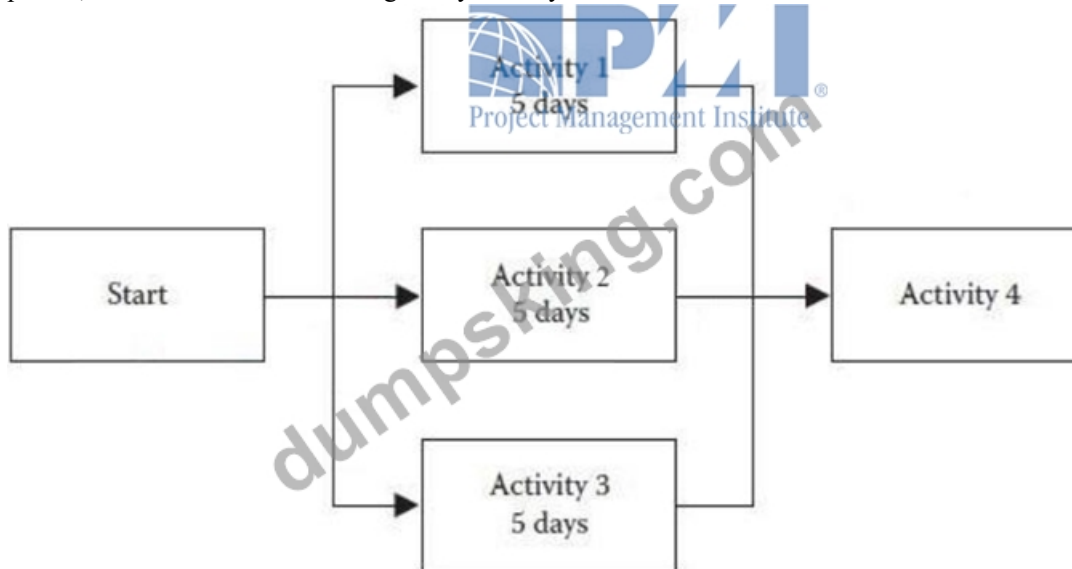 Activity 1
5 days
Project Management Institute
®
PMI
Start
Activity 2
5 days
Activity 4
Activity 3
5 days
dumpsking.com